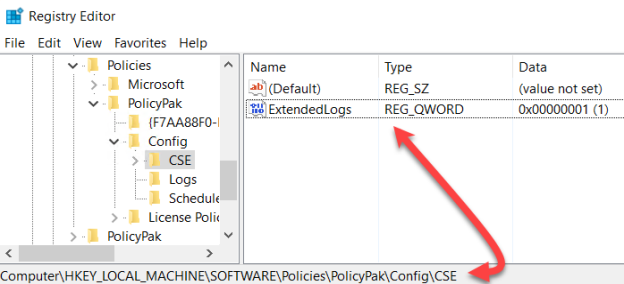 Registry Editor
File Edit View Favorites Help
Policies
Microsoft
PolicyPak
{F7AA88F0-
Config
CSE
Logs
Schedule
License Polic
PolicyPak
Name Type Data
ab (Default) REG_SZ (value not set)
ExtendedLogs REG_QWORD 0x00000001 (1)
Computer\HKEY_LOCAL_MACHINE\SOFTWARE\Policies\PolicyPak\Config\CSE